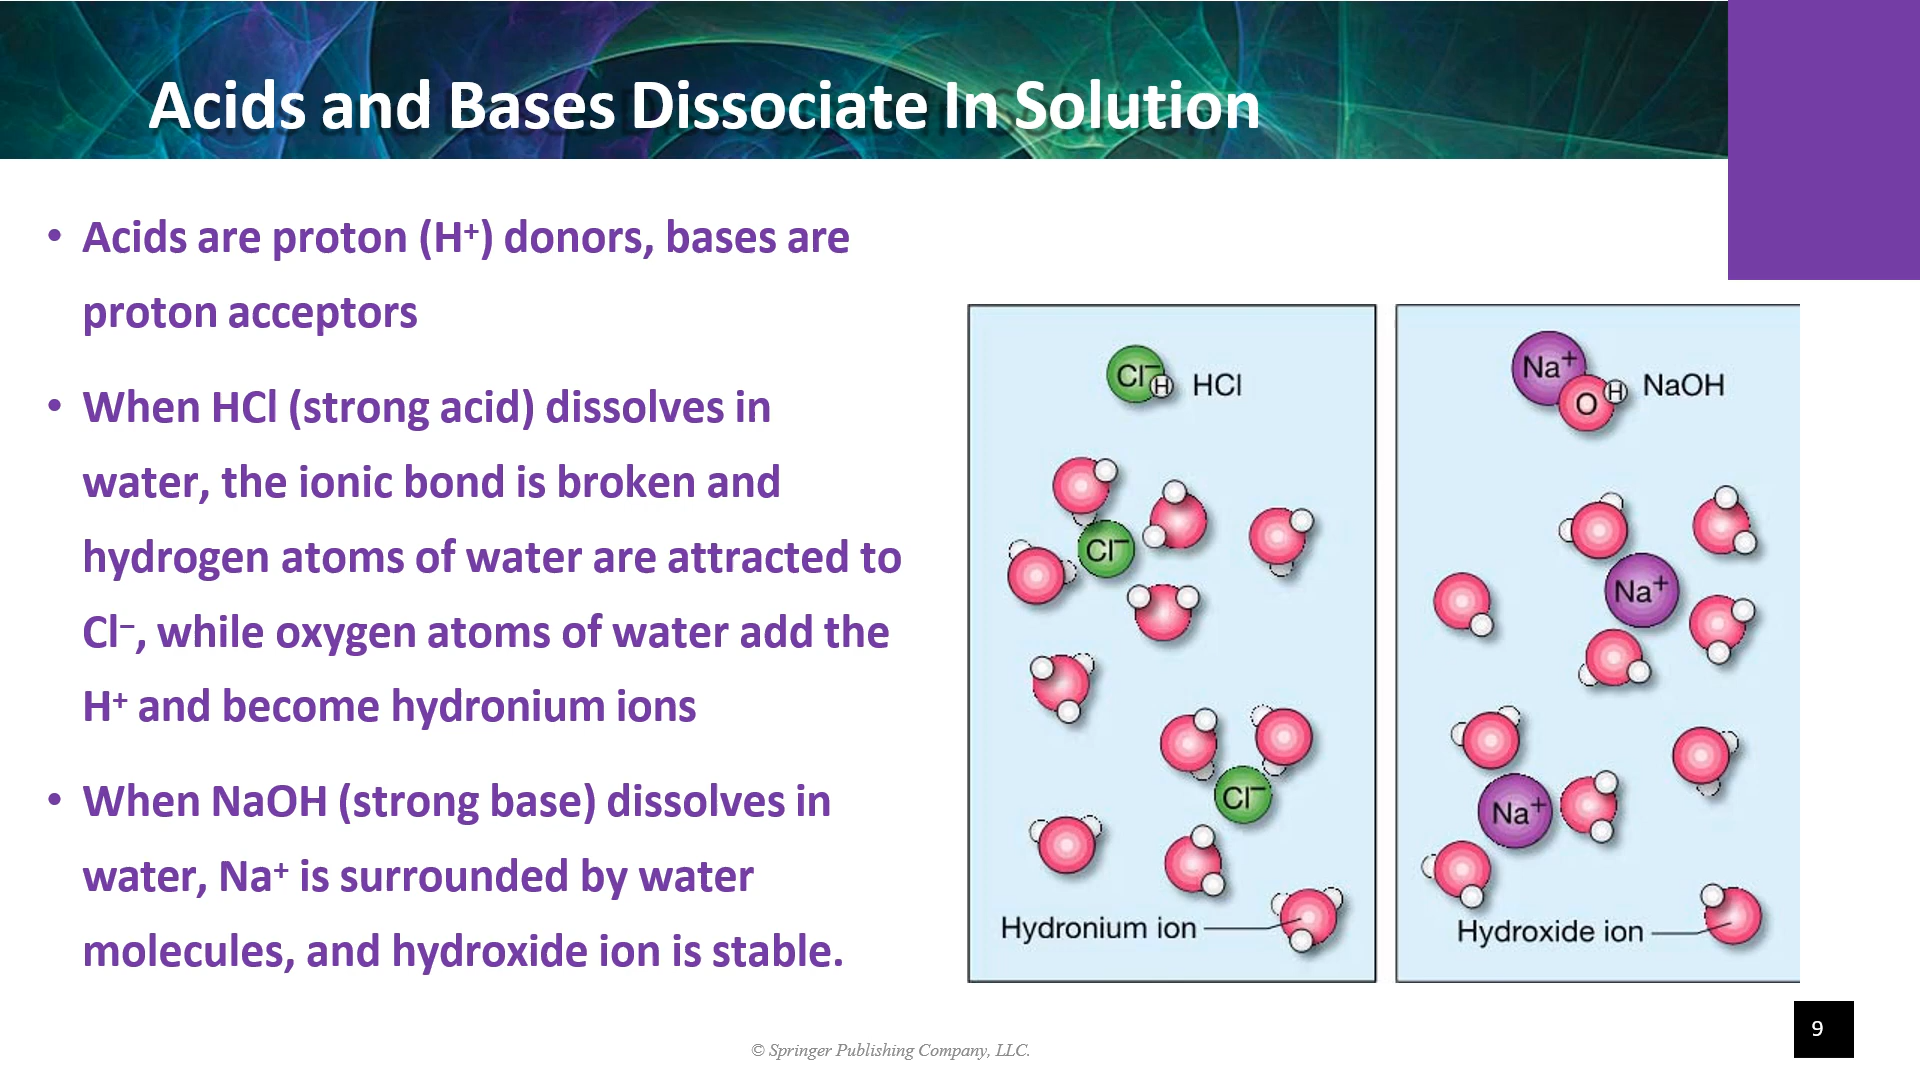 Acids and Bases Dissociate In Solution
• Acids are proton (H⁺) donors, bases are
proton acceptors
• When HCl (strong acid) dissolves in
water, the ionic bond is broken and
hydrogen atoms of water are attracted to
Cl⁻, while oxygen atoms of water add the
H⁺ and become hydronium ions
• When NaOH (strong base) dissolves in
water, Na⁺ is surrounded by water
molecules, and hydroxide ion is stable.
Cl⁻ H HCl
Cl⁻
Cl⁻
Hydronium ion
Na⁺ O H NaOH
Na⁺
Na⁺
Hydroxide ion
© Springer Publishing Company, LLC.
9